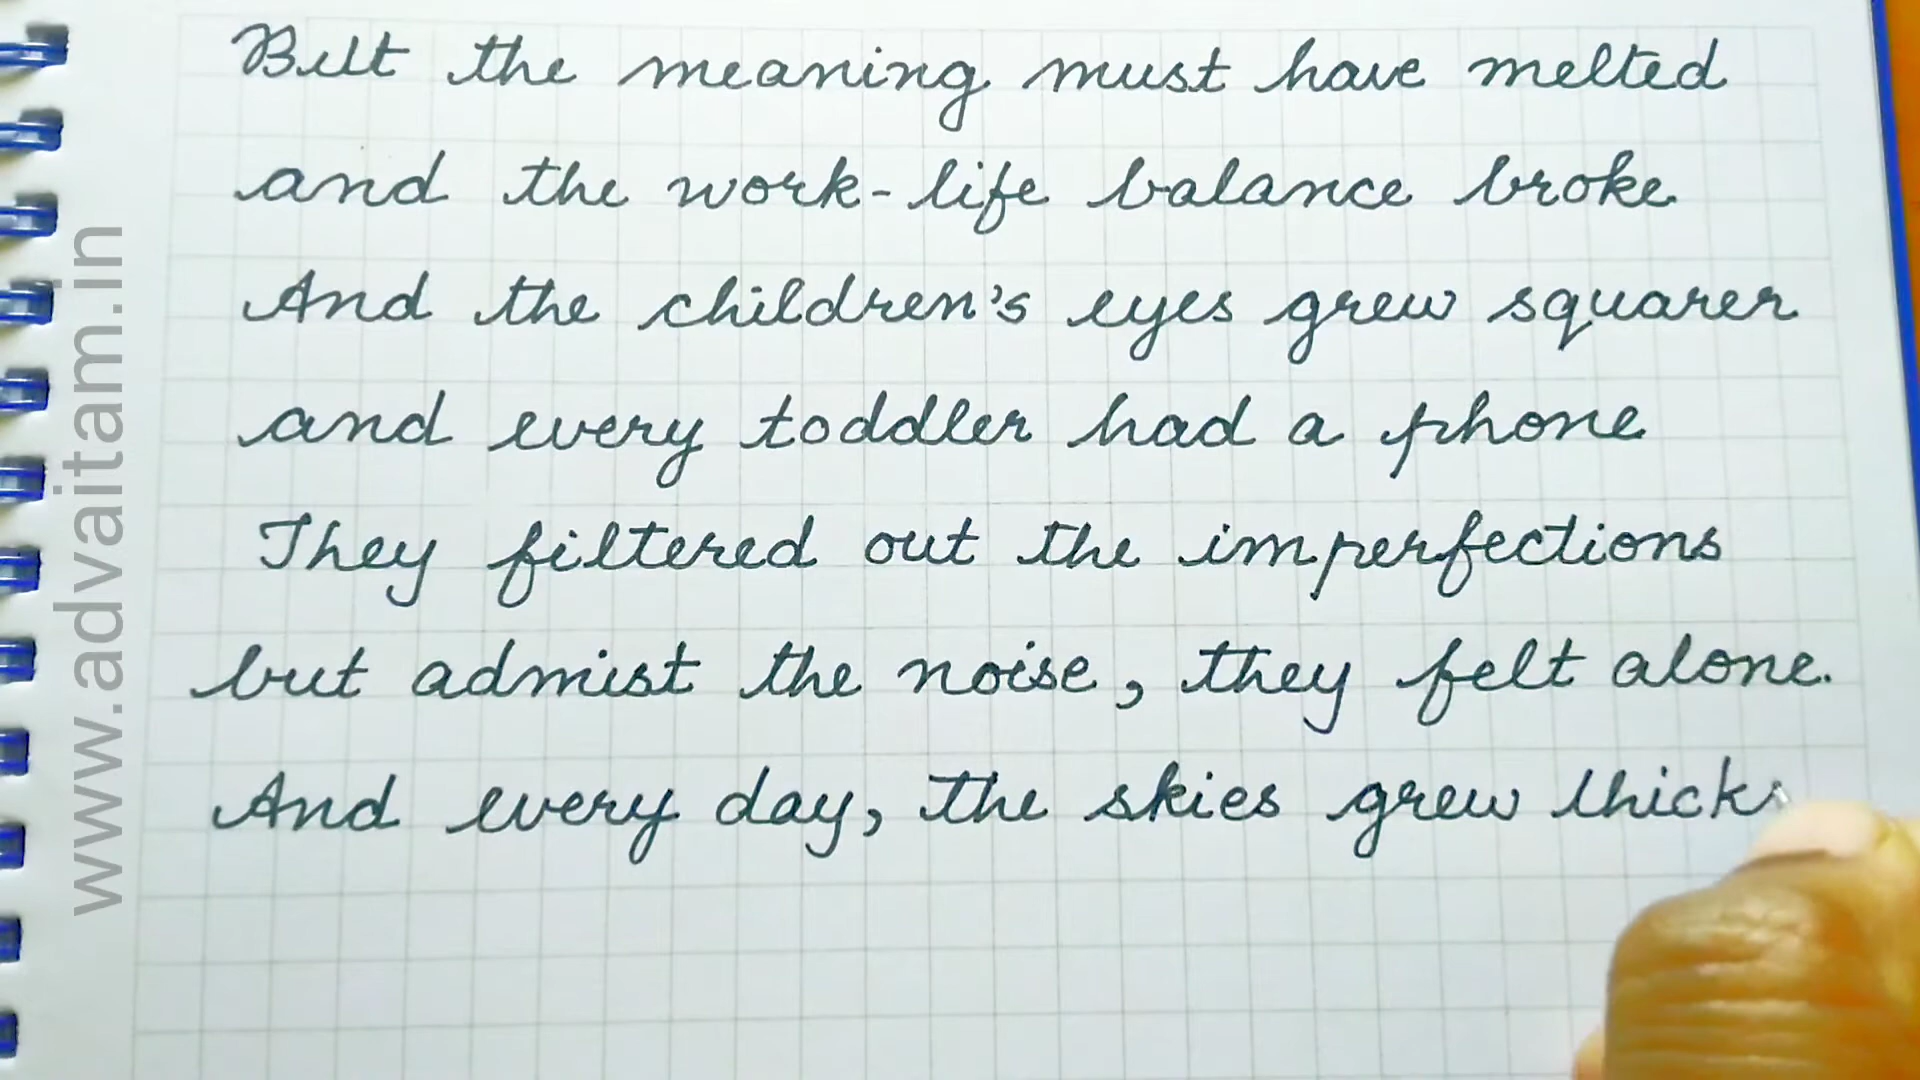 But the meaning must have melted
and the work-life balance broke
And the children's eyes grew squarer
and every toddler had a phone
They filtered out the imperfections
but admist the noise, they felt alone.
And every day, the skies grew thick
www.advaitam.in